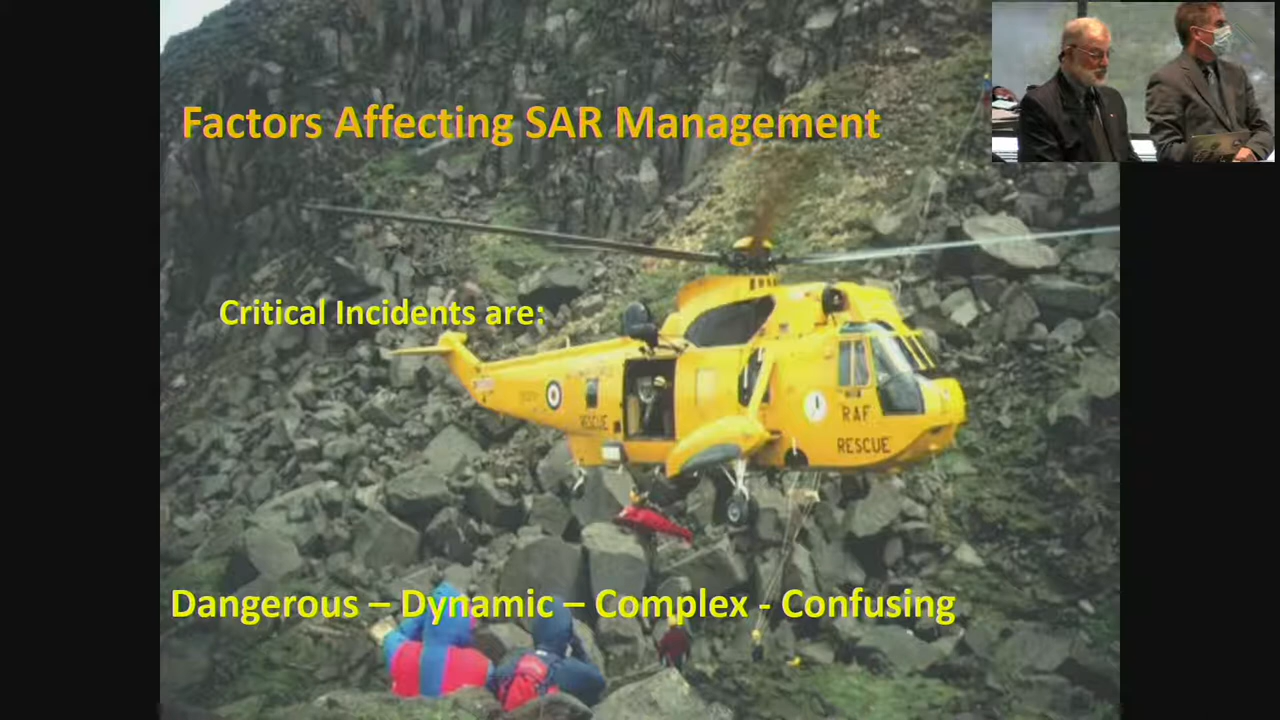 Factors Affecting SAR Management
Critical Incidents are:
RAF
RESCUE
RESCUE
Dangerous – Dynamic – Complex - Confusing